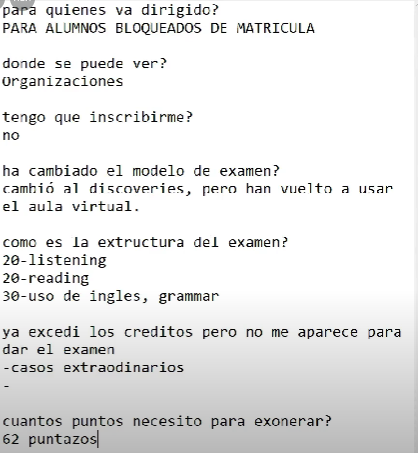 para quienes va dirigido?
PARA ALUMNOS BLOQUEADOS DE MATRICULA
donde se puede ver?
Organizaciones
tengo que inscribirme?
no
ha cambiado el modelo de examen?
cambió al discoveries, pero han vuelto a usar
el aula virtual.
como es la extructura del examen?
20-listening
20-reading
30-uso de ingles, grammar
ya excedi los creditos pero no me aparece para
dar el examen
-casos extraodinarios
-
cuantos puntos necesito para exonerar?
62 puntazos